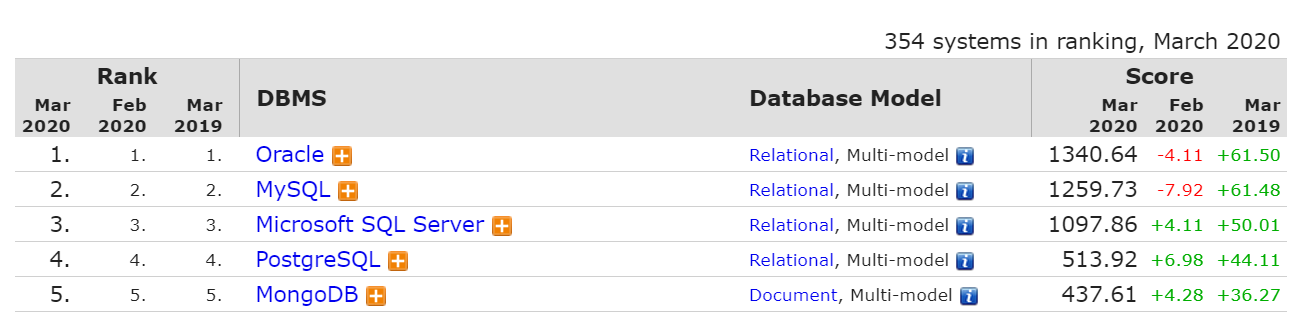 354 systems in ranking, March 2020
Rank DBMS Database Model Score
Mar 2020 Feb 2020 Mar 2019 Mar 2020 Feb 2020 Mar 2019
1. 1. 1. Oracle Relational, Multi-model 1340.64 -4.11 +61.50
2. 2. 2. MySQL Relational, Multi-model 1259.73 -7.92 +61.48
3. 3. 3. Microsoft SQL Server Relational, Multi-model 1097.86 +4.11 +50.01
4. 4. 4. PostgreSQL Relational, Multi-model 513.92 +6.98 +44.11
5. 5. 5. MongoDB Document, Multi-model 437.61 +4.28 +36.27